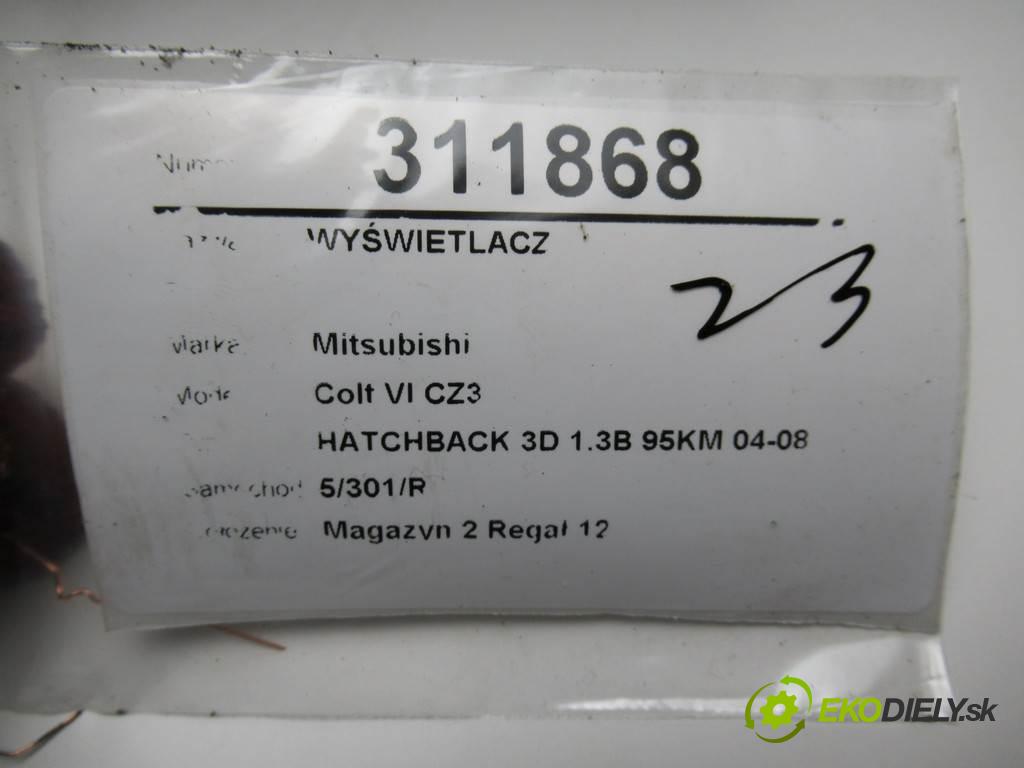 311868
WYŚWIETLACZ
23
Mitsubishi
Colt VI CZ3
HATCHBACK 3D 1.3B 95KM 04-08
5/301/R
Magazyn 2 Regał 12
EKODIELY.sk